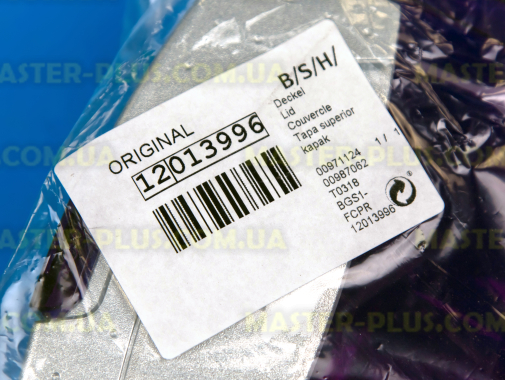 ORIGINAL
12013996
B/S/H/
Deckel
Lid
Couvercle
Tapa superior
kapak
00971124 1 / 1
00987062
T0318
BGS1-
FCPR
12013996
MASTER-PLUS.COM.UA